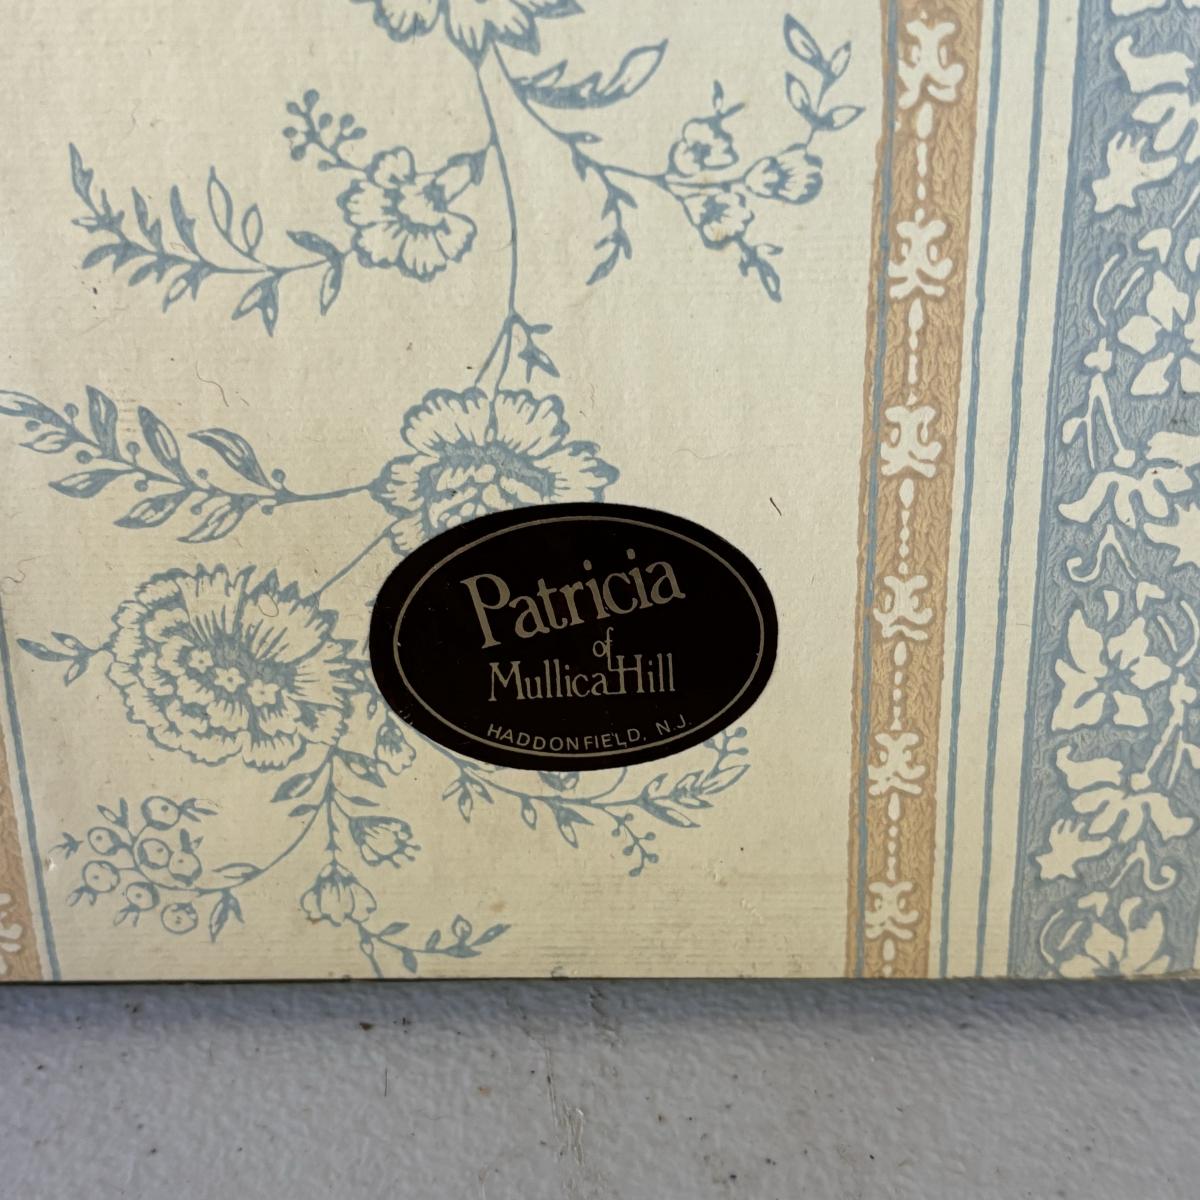 Patricia
of
Mullica Hill
HADDONFIELD, N.J.